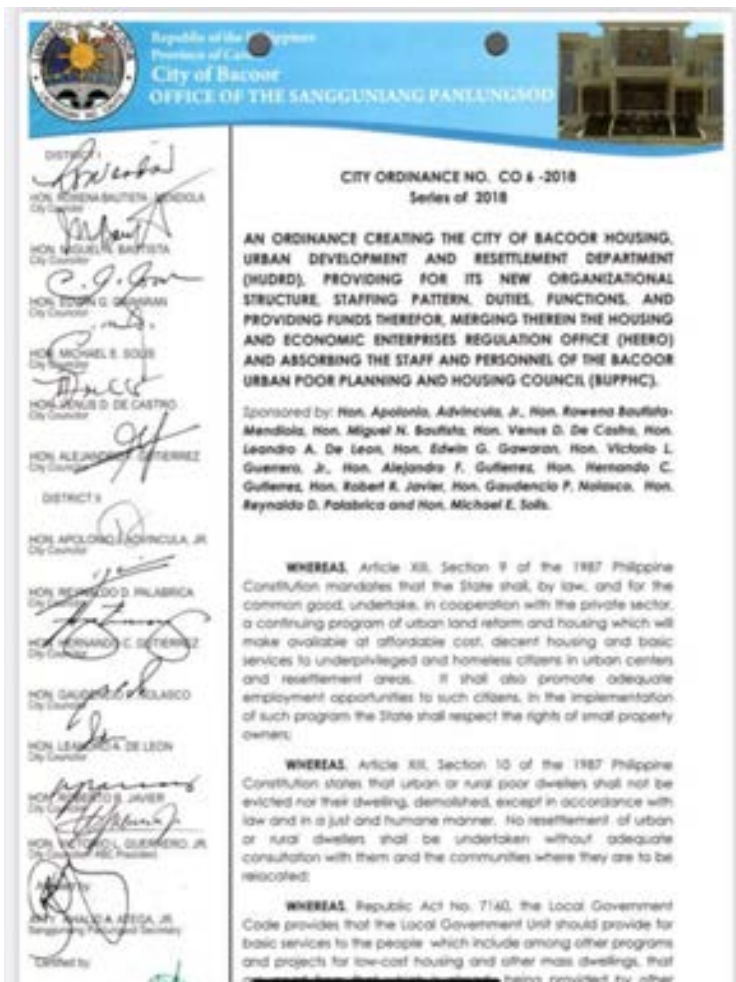 Republic of the
Province of
City of Bacoor
OFFICE OF THE SANGGUNIANG PANLUNGSOD
DISTRICT I
HON. ROWENA BAUTISTA - MENDIOLA
City Councilor
HON. MIGUEL N. BAUTISTA
City Councilor
HON. EDWIN G. GAWARAN
City Councilor
HON. MICHAEL E. SOLIS
City Councilor
HON. VENUS D. DE CASTRO
City Councilor
HON. ALEJANDRO F. GUTIERREZ
City Councilor
DISTRICT II
HON. APOLONIO ADVINCULA, JR.
City Councilor
HON. REYNALDO D. PALABRICA
City Councilor
HON. HERNANDO C. GUTIERREZ
City Councilor
HON. GAUDENCIO P. NOLASCO
City Councilor
HON. LEANDRO A. DE LEON
City Councilor
HON. ROBERTO R. JAVIER
City Councilor
HON. VICTORIO L. GUERRERO, JR.
President)
by
ATTY. KHALID A. ATEGA, JR.
Sangguniang Panlungsod Secretary
Certified by
CITY ORDINANCE NO. CO 6 -2018
Series of 2018
AN ORDINANCE CREATING THE CITY OF BACOOR HOUSING,
URBAN DEVELOPMENT AND RESETTLEMENT DEPARTMENT
(HUDRD), PROVIDING FOR ITS NEW ORGANIZATIONAL
STRUCTURE, STAFFING PATTERN, DUTIES, FUNCTIONS, AND
PROVIDING FUNDS THEREFOR, MERGING THEREIN THE HOUSING
AND ECONOMIC ENTERPRISES REGULATION OFFICE (HEERO)
AND ABSORBING THE STAFF AND PERSONNEL OF THE BACOOR
URBAN POOR PLANNING AND HOUSING COUNCIL (BUPPHC).
Sponsored by: Hon. Apolonio, Advincula, Jr., Hon. Rowena Bautista-
Mendiola, Hon. Miguel N. Bautista, Hon. Venus D. De Castro, Hon.
Leandro A. De Leon, Hon. Edwin G. Gawaran, Hon. Victorio L.
Guerrero, Jr., Hon. Alejandro F. Gutierrez, Hon. Hernando C.
Gutierrez, Hon. Robert R. Javier, Hon. Gaudencio P. Nolasco, Hon.
Reynaldo D. Palabrica and Hon. Michael E. Solis.
WHEREAS, Article XIII, Section 9 of the 1987 Philippine
Constitution mandates that the State shall, by law, and for the
common good, undertake, in cooperation with the private sector,
a continuing program of urban land reform and housing which will
make available at affordable cost, decent housing and basic
services to underprivileged and homeless citizens in urban centers
and resettlement areas. It shall also promote adequate
employment opportunities to such citizens. In the implementation
of such program the State shall respect the rights of small property
owners;
WHEREAS, Article XIII, Section 10 of the 1987 Philippine
Constitution states that urban or rural poor dwellers shall not be
evicted nor their dwelling, demolished, except in accordance with
law and in a just and humane manner. No resettlement of urban
or rural dwellers shall be undertaken without adequate
consultation with them and the communities where they are to be
relocated;
WHEREAS, Republic Act No. 7160, the Local Government
Code provides that the Local Government Unit should provide for
basic services to the people which include among other programs
and projects for low-cost housing and other mass dwellings, that
being provided by other